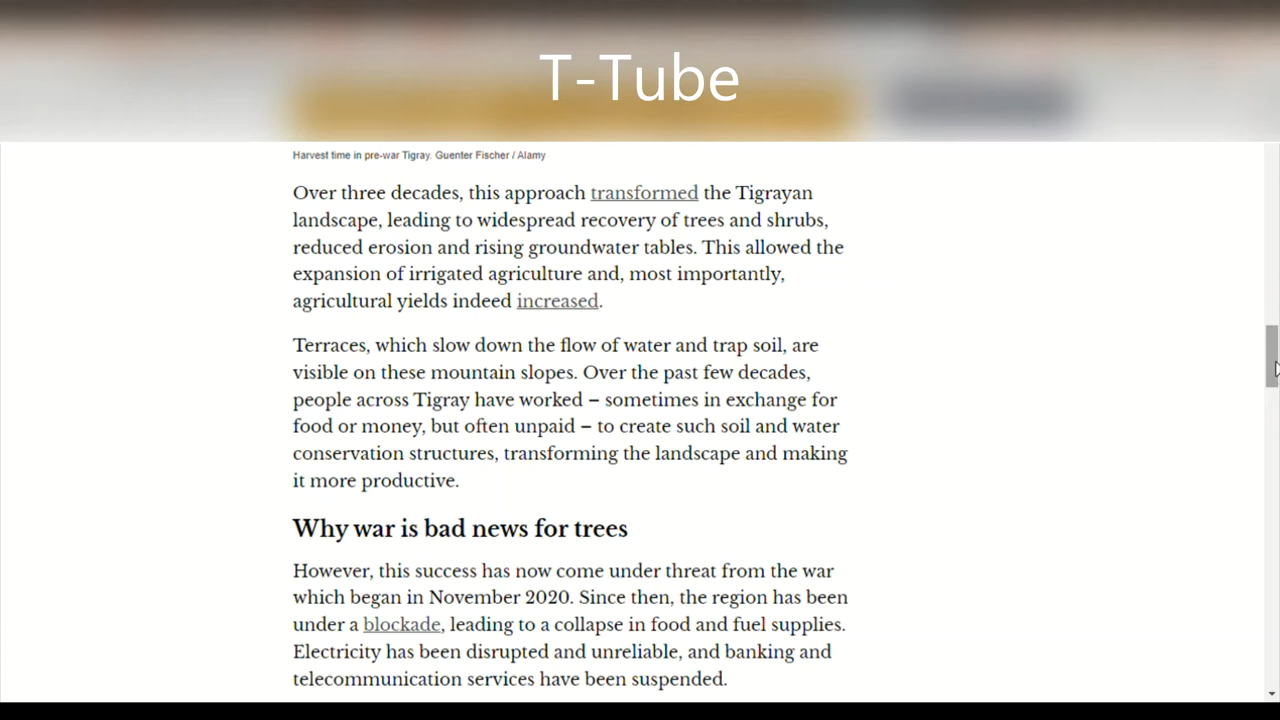 T-Tube
Harvest time in pre-war Tigray. Guenter Fischer / Alamy
Over three decades, this approach transformed the Tigrayan
landscape, leading to widespread recovery of trees and shrubs,
reduced erosion and rising groundwater tables. This allowed the
expansion of irrigated agriculture and, most importantly,
agricultural yields indeed increased.
Terraces, which slow down the flow of water and trap soil, are
visible on these mountain slopes. Over the past few decades,
people across Tigray have worked – sometimes in exchange for
food or money, but often unpaid – to create such soil and water
conservation structures, transforming the landscape and making
it more productive.
Why war is bad news for trees
However, this success has now come under threat from the war
which began in November 2020. Since then, the region has been
under a blockade, leading to a collapse in food and fuel supplies.
Electricity has been disrupted and unreliable, and banking and
telecommunication services have been suspended.